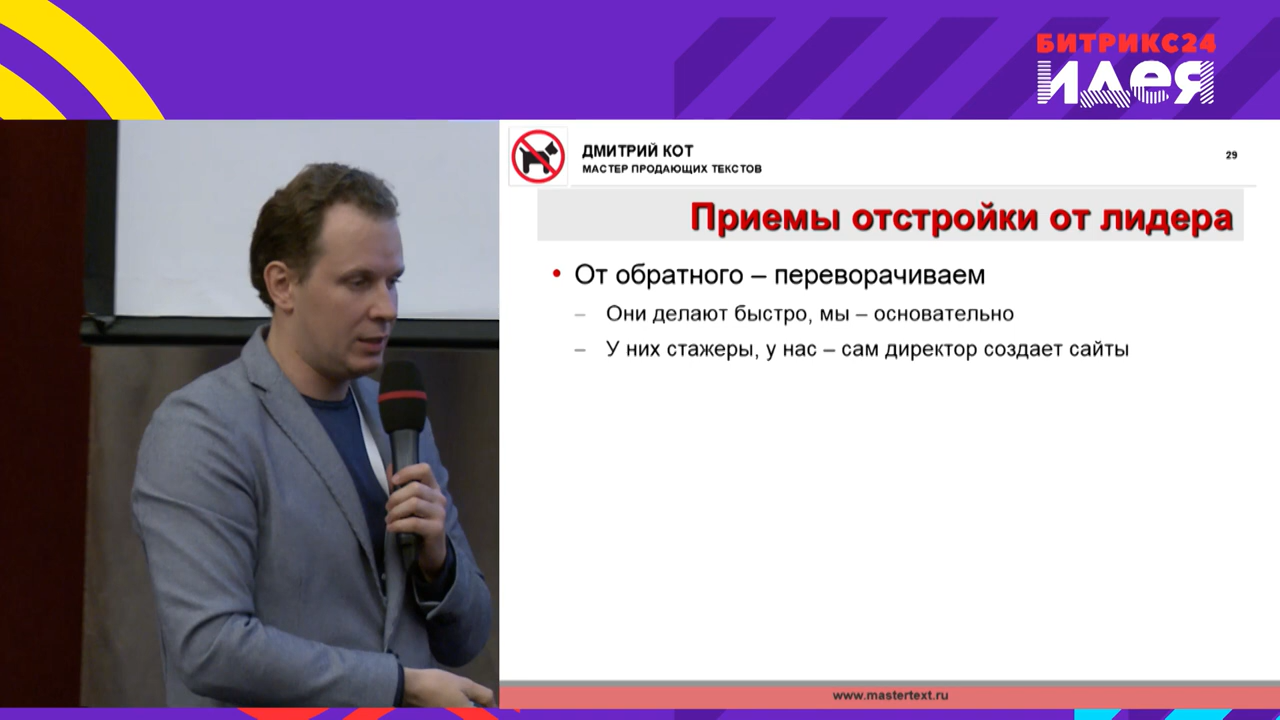 БИТРИКС24
ИДЕЯ
ДМИТРИЙ КОТ
МАСТЕР ПРОДАЮЩИХ ТЕКСТОВ
29
Приемы отстройки от лидера
• От обратного – переворачиваем
– Они делают быстро, мы – основательно
– У них стажеры, у нас – сам директор создает сайты
www.mastertext.ru